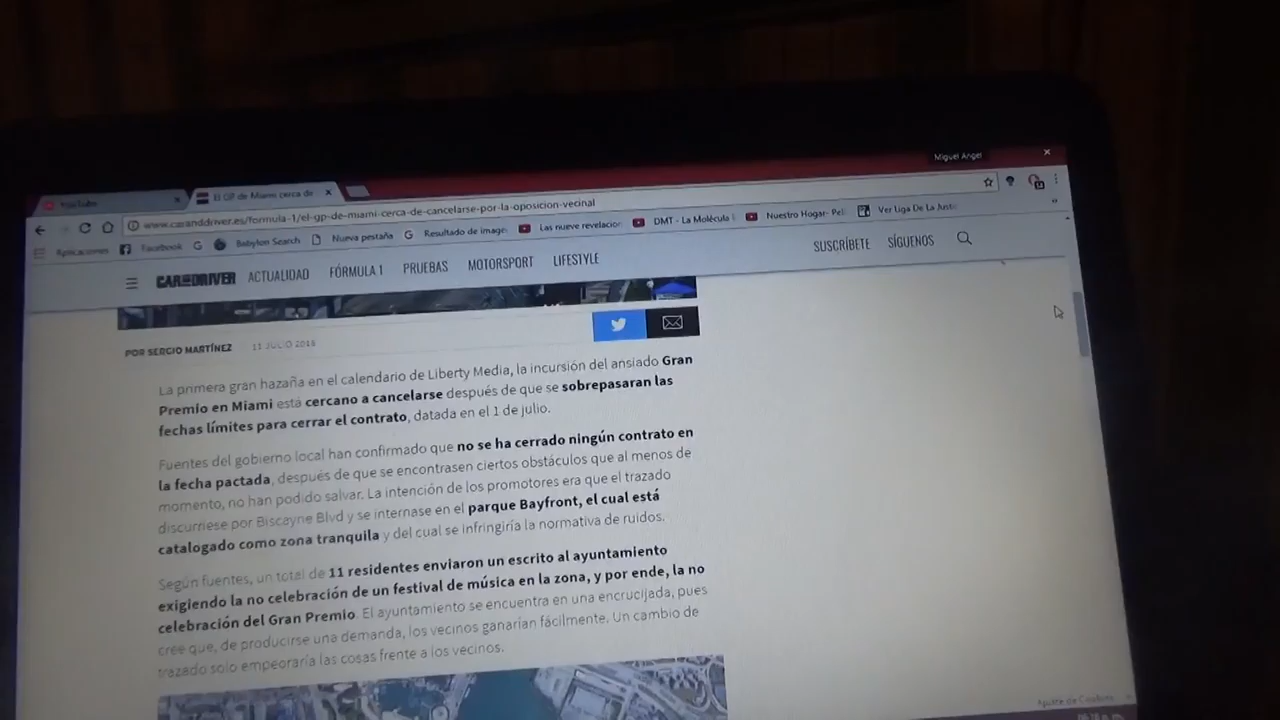 Miguel Angel
YouTube
El GP de Miami cerca de
www.caranddriver.es/formula-1/el-gp-de-miami-cerca-de-cancelarse-por-la-oposicion-vecinal
Aplicaciones Facebook Babylon Search Nueva pestaña Resultado de image Las nueve revelacion DMT - La Molécula Nuestro Hogar- Pel Ver Liga De La Just
CAR AND DRIVER ACTUALIDAD FÓRMULA 1 PRUEBAS MOTORSPORT LIFESTYLE SUSCRÍBETE SÍGUENOS
POR SERGIO MARTÍNEZ 11 JULIO 2018
La primera gran hazaña en el calendario de Liberty Media, la incursión del ansiado Gran
Premio en Miami está cercano a cancelarse después de que se sobrepasaran las
fechas límites para cerrar el contrato, datada en el 1 de julio.
Fuentes del gobierno local han confirmado que no se ha cerrado ningún contrato en
la fecha pactada, después de que se encontrasen ciertos obstáculos que al menos de
momento, no han podido salvar. La intención de los promotores era que el trazado
discurriese por Biscayne Blvd y se internase en el parque Bayfront, el cual está
catalogado como zona tranquila y del cual se infringiría la normativa de ruidos.
Según fuentes, un total de 11 residentes enviaron un escrito al ayuntamiento
exigiendo la no celebración de un festival de música en la zona, y por ende, la no
celebración del Gran Premio. El ayuntamiento se encuentra en una encrucijada, pues
cree que, de producirse una demanda, los vecinos ganarían fácilmente. Un cambio de
trazado solo empeoraría las cosas frente a los vecinos.